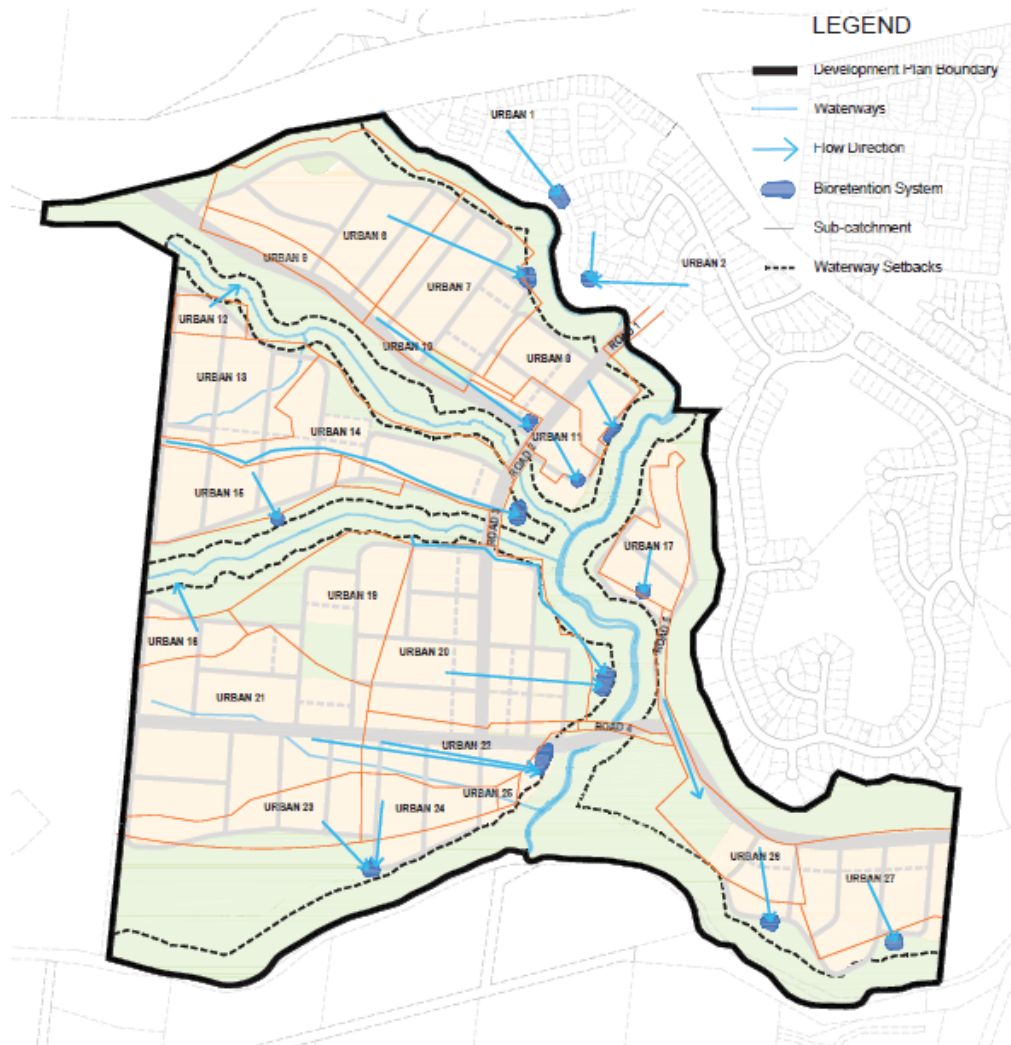 LEGEND
Development Plan Boundary
Waterways
Flow Direction
Bioretention System
Sub-catchment
Waterway Setbacks
URBAN 1
URBAN 6
URBAN 9
URBAN 2
URBAN 7
URBAN 12
ROAD 1
URBAN 10
URBAN 8
URBAN 13
URBAN 14
URBAN 11
ROAD 2
URBAN 15
ROAD 3
URBAN 17
URBAN 19
URBAN 16
URBAN 20
URBAN 21
ROAD 4
URBAN 22
URBAN 25
URBAN 23
URBAN 24
URBAN 26
URBAN 27